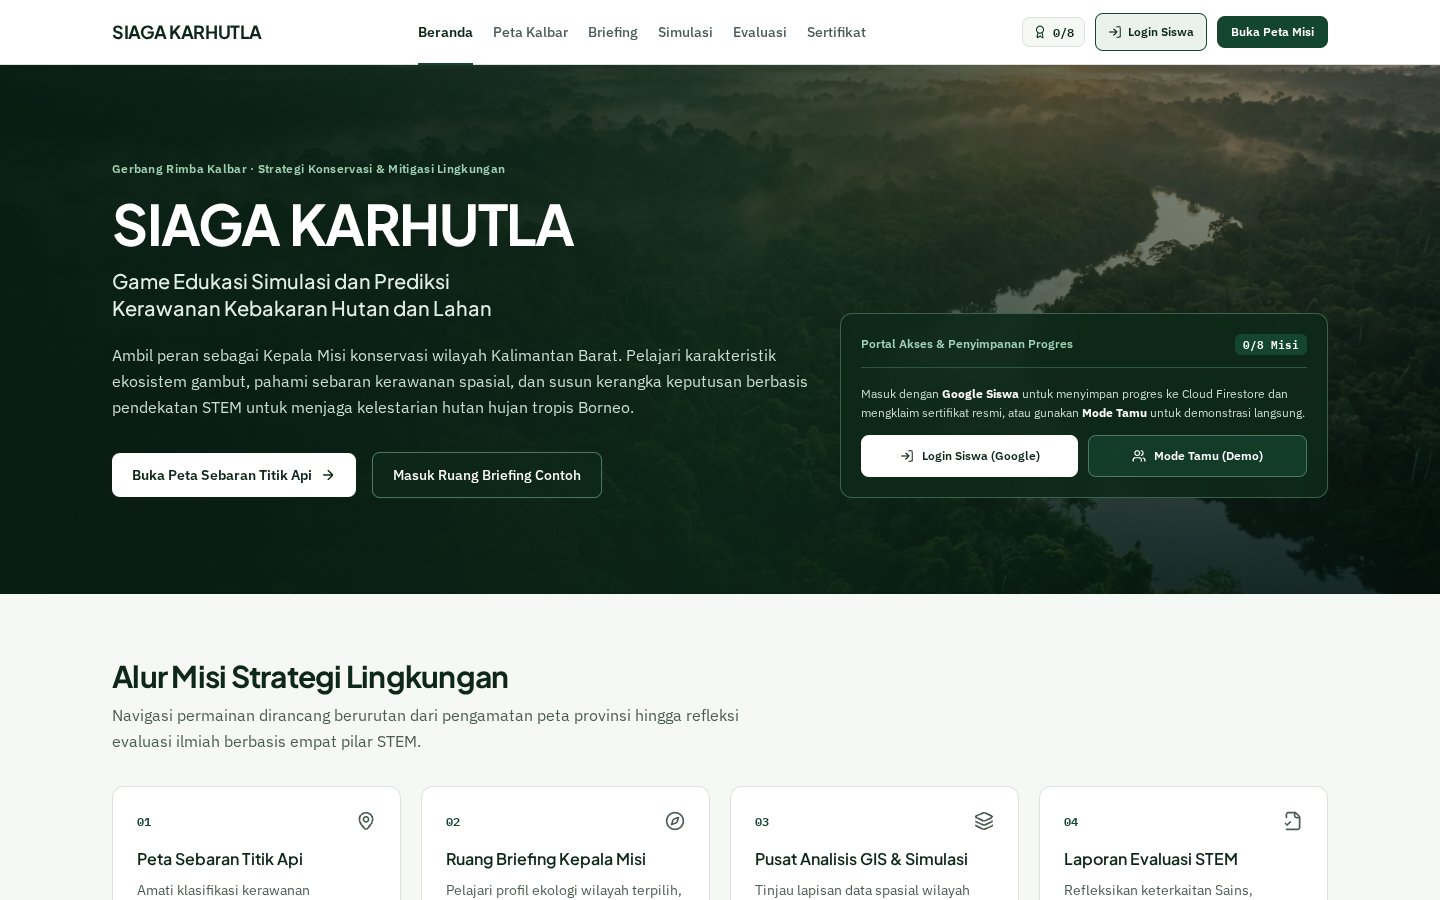 SIAGA KARHUTLA
Beranda
Peta Kalbar
Briefing
Simulasi
Evaluasi
Sertifikat
0/8
Login Siswa
Buka Peta Misi
Gerbang Rimba Kalbar · Strategi Konservasi & Mitigasi Lingkungan
SIAGA KARHUTLA
Game Edukasi Simulasi dan Prediksi
Kerawanan Kebakaran Hutan dan Lahan
Ambil peran sebagai Kepala Misi konservasi wilayah Kalimantan Barat. Pelajari karakteristik
ekosistem gambut, pahami sebaran kerawanan spasial, dan susun kerangka keputusan berbasis
pendekatan STEM untuk menjaga kelestarian hutan hujan tropis Borneo.
Buka Peta Sebaran Titik Api
Masuk Ruang Briefing Contoh
Portal Akses & Penyimpanan Progres
0/8 Misi
Masuk dengan Google Siswa untuk menyimpan progres ke Cloud Firestore dan
mengklaim sertifikat resmi, atau gunakan Mode Tamu untuk demonstrasi langsung.
Login Siswa (Google)
Mode Tamu (Demo)
Alur Misi Strategi Lingkungan
Navigasi permainan dirancang berurutan dari pengamatan peta provinsi hingga refleksi
evaluasi ilmiah berbasis empat pilar STEM.
01
Peta Sebaran Titik Api
Amati klasifikasi kerawanan
02
Ruang Briefing Kepala Misi
Pelajari profil ekologi wilayah terpilih,
03
Pusat Analisis GIS & Simulasi
Tinjau lapisan data spasial wilayah
04
Laporan Evaluasi STEM
Refleksikan keterkaitan Sains,